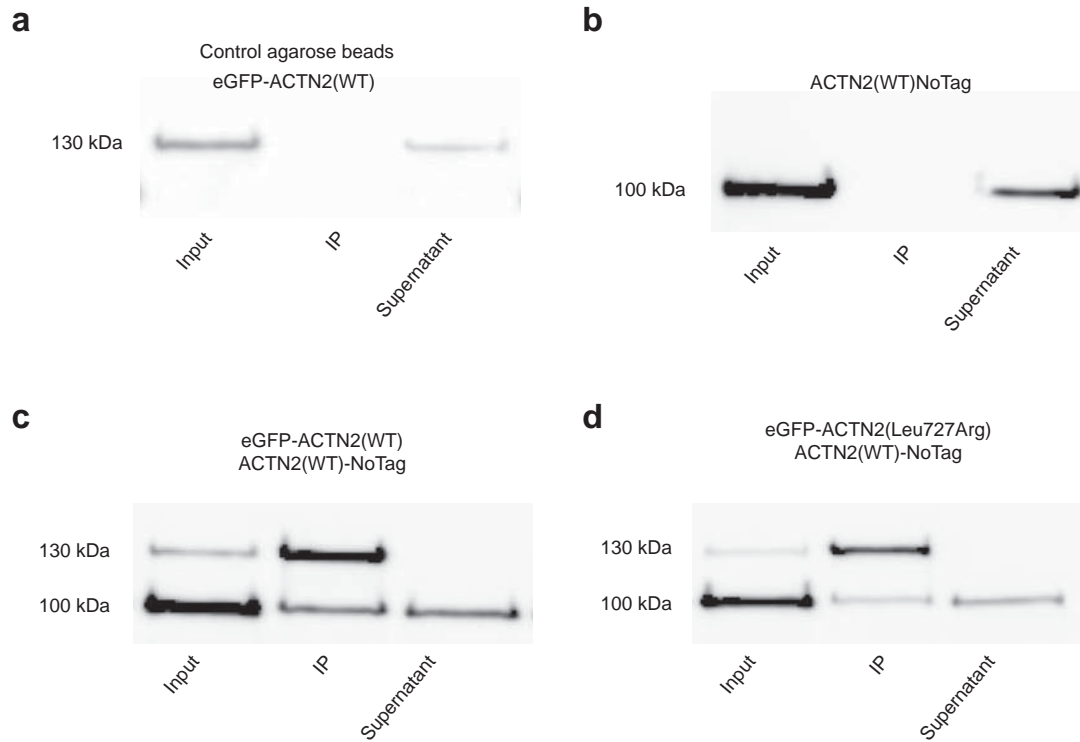 a
Control agarose beads
eGFP-ACTN2(WT)
130 kDa
Input
IP
Supernatant
b
ACTN2(WT)NoTag
100 kDa
Input
IP
Supernatant
c
eGFP-ACTN2(WT)
ACTN2(WT)-NoTag
130 kDa
100 kDa
Input
IP
Supernatant
d
eGFP-ACTN2(Leu727Arg)
ACTN2(WT)-NoTag
130 kDa
100 kDa
Input
IP
Supernatant